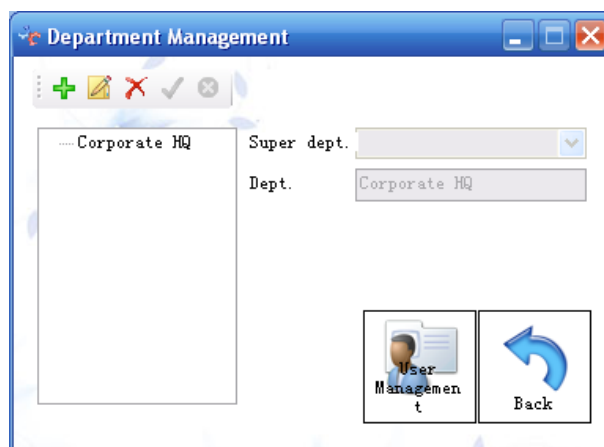 Department Management
Corporate HQ
Super dept.
Dept.
Corporate HQ
User
Managemen
t
Back